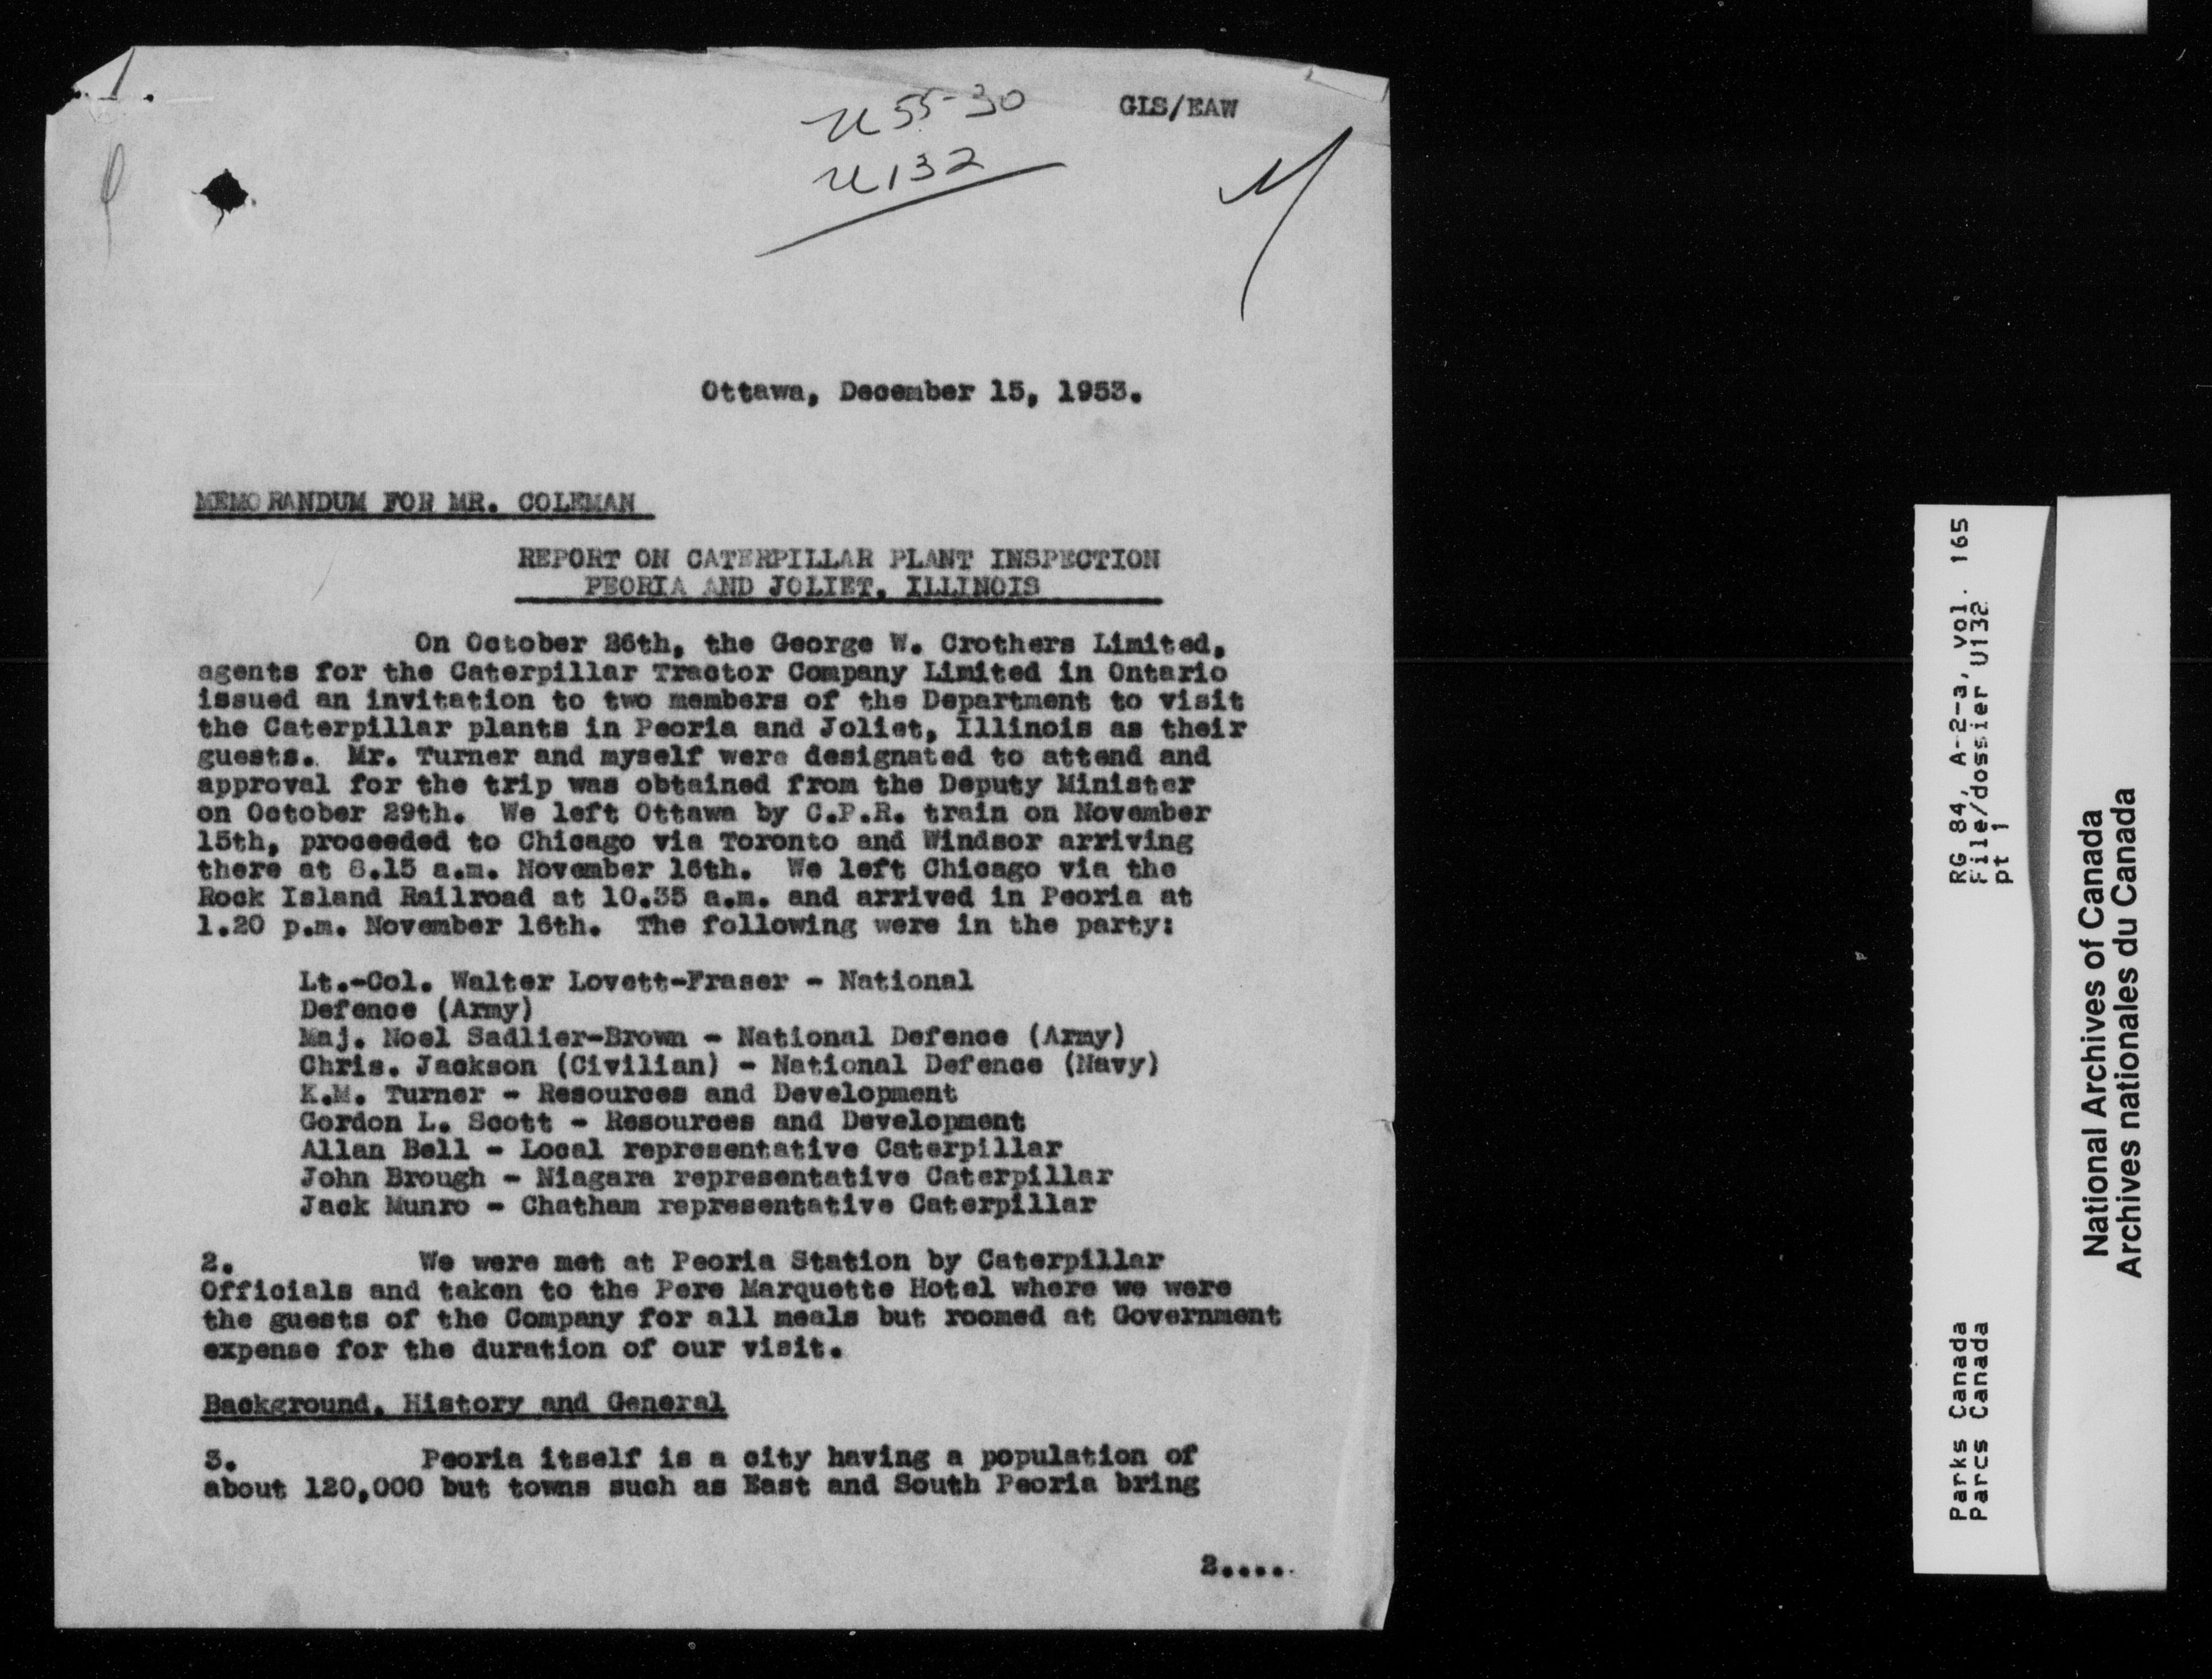 U55-30
U132
GLS/EAW
Ottawa, December 15, 1953.
MEMORANDUM FOR MR. COLEMAN
REPORT ON CATERPILLAR PLANT INSPECTION
PEORIA AND JOLIET, ILLINOIS
On October 26th, the George W. Crothers Limited,
agents for the Caterpillar Tractor Company Limited in Ontario
issued an invitation to two members of the Department to visit
the Caterpillar plants in Peoria and Joliet, Illinois as their
guests. Mr. Turner and myself were designated to attend and
approval for the trip was obtained from the Deputy Minister
on October 29th. We left Ottawa by C.P.R. train on November
15th, proceeded to Chicago via Toronto and Windsor arriving
there at 8.15 a.m. November 16th. We left Chicago via the
Rock Island Railroad at 10.35 a.m. and arrived in Peoria at
1.20 p.m. November 16th. The following were in the party:
Lt.-Col. Walter Lovett-Fraser - National
Defence (Army)
Maj. Noel Sadlier-Brown - National Defence (Army)
Chris. Jackson (Civilian) - National Defence (Navy)
K.M. Turner - Resources and Development
Gordon L. Scott - Resources and Development
Allan Bell - Local representative Caterpillar
John Brough - Niagara representative Caterpillar
Jack Munro - Chatham representative Caterpillar
2. We were met at Peoria Station by Caterpillar
Officials and taken to the Pere Marquette Hotel where we were
the guests of the Company for all meals but roomed at Government
expense for the duration of our visit.
Background, History and General
3. Peoria itself is a city having a population of
about 120,000 but towns such as East and South Peoria bring
2....
RG 84, A-2-a, vol. 165
File/dossier U132
pt 1
Parks Canada
Parcs Canada
National Archives of Canada
Archives nationales du Canada